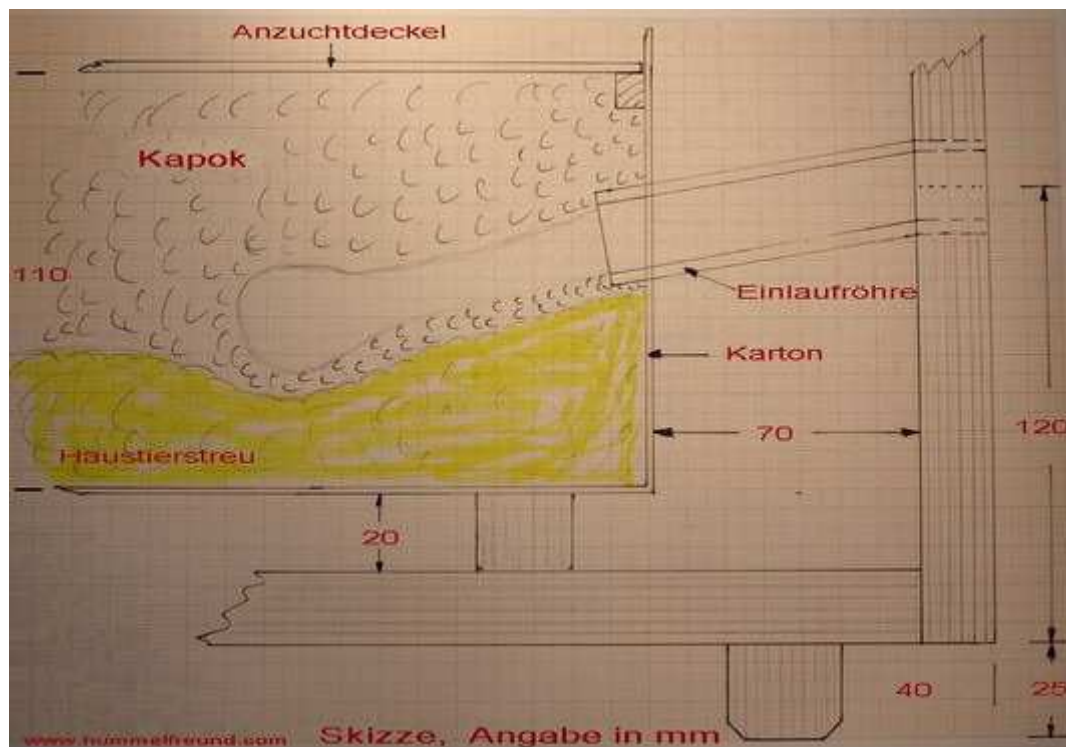 Anzuchtdeckel
Kapok
110
Einlaufröhre
Karton
70
120
Haustierstreu
20
40
25
www.hummelfreund.com
Skizze, Angabe in mm